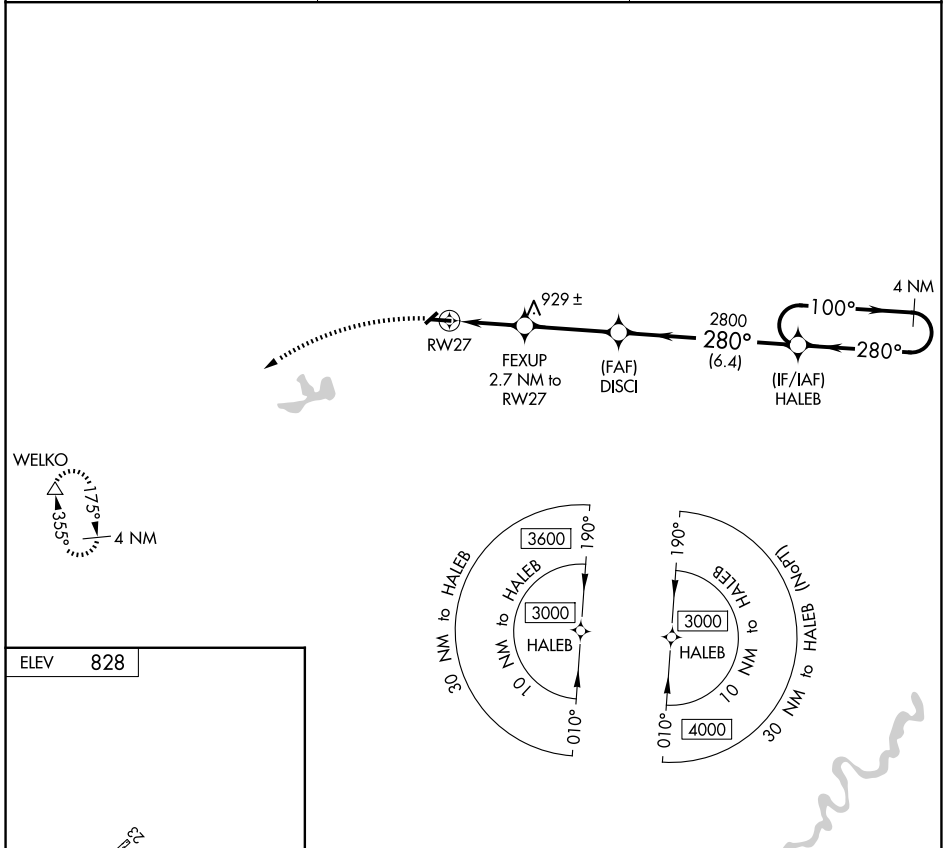 4 NM
929 ±
100°
2800
280°
(6.4)
280°
RW27
FEXUP
2.7 NM to
RW27
(FAF)
DISCI
(IF/IAF)
HALEB
WELKO
175°
355°
4 NM
3600
190°
30 NM to HALEB
10 NM to HALEB
3000
HALEB
010°
190°
30 NM to HALEB (NoPT)
10 NM to HALEB
3000
HALEB
010°
4000
ELEV 828
23